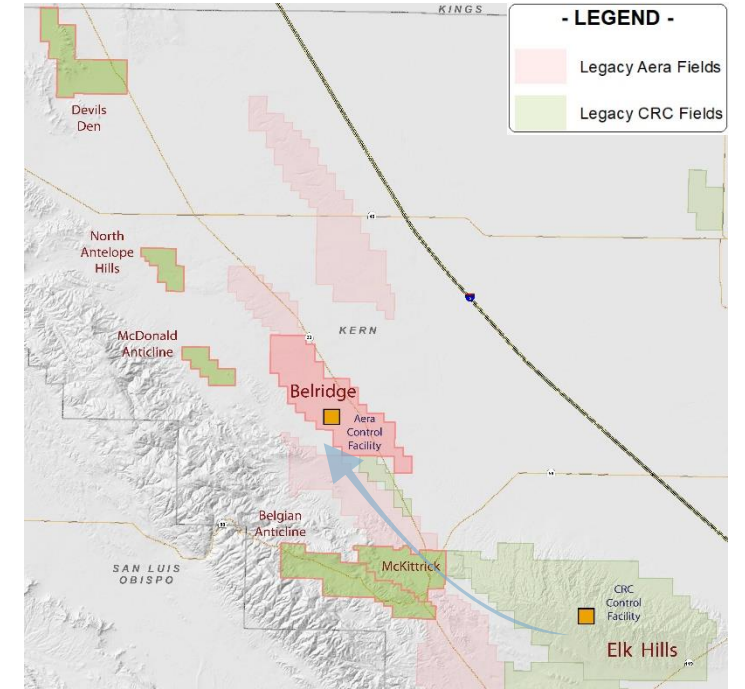 KINGS
- LEGEND -
Legacy Aera Fields
Legacy CRC Fields
Devils
Den
North
Antelope
Hills
McDonald
Anticline
KERN
Belridge
Aera
Control
Facility
Belgian
Anticline
McKittrick
SAN LUIS
OBISPO
CRC
Control
Facility
Elk Hills